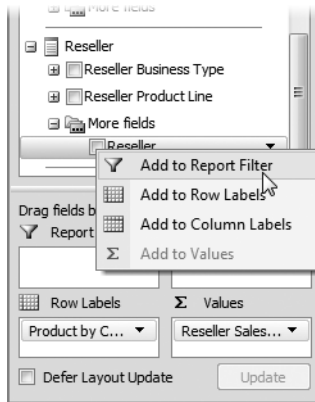 More fields
Reseller
Reseller Business Type
Reseller Product Line
More fields
Reseller
Add to Report Filter
Add to Row Labels
Add to Column Labels
Σ Add to Values
Drag fields b
Report
Row Labels
Σ Values
Product by C...
Reseller Sales...
Defer Layout Update
Update